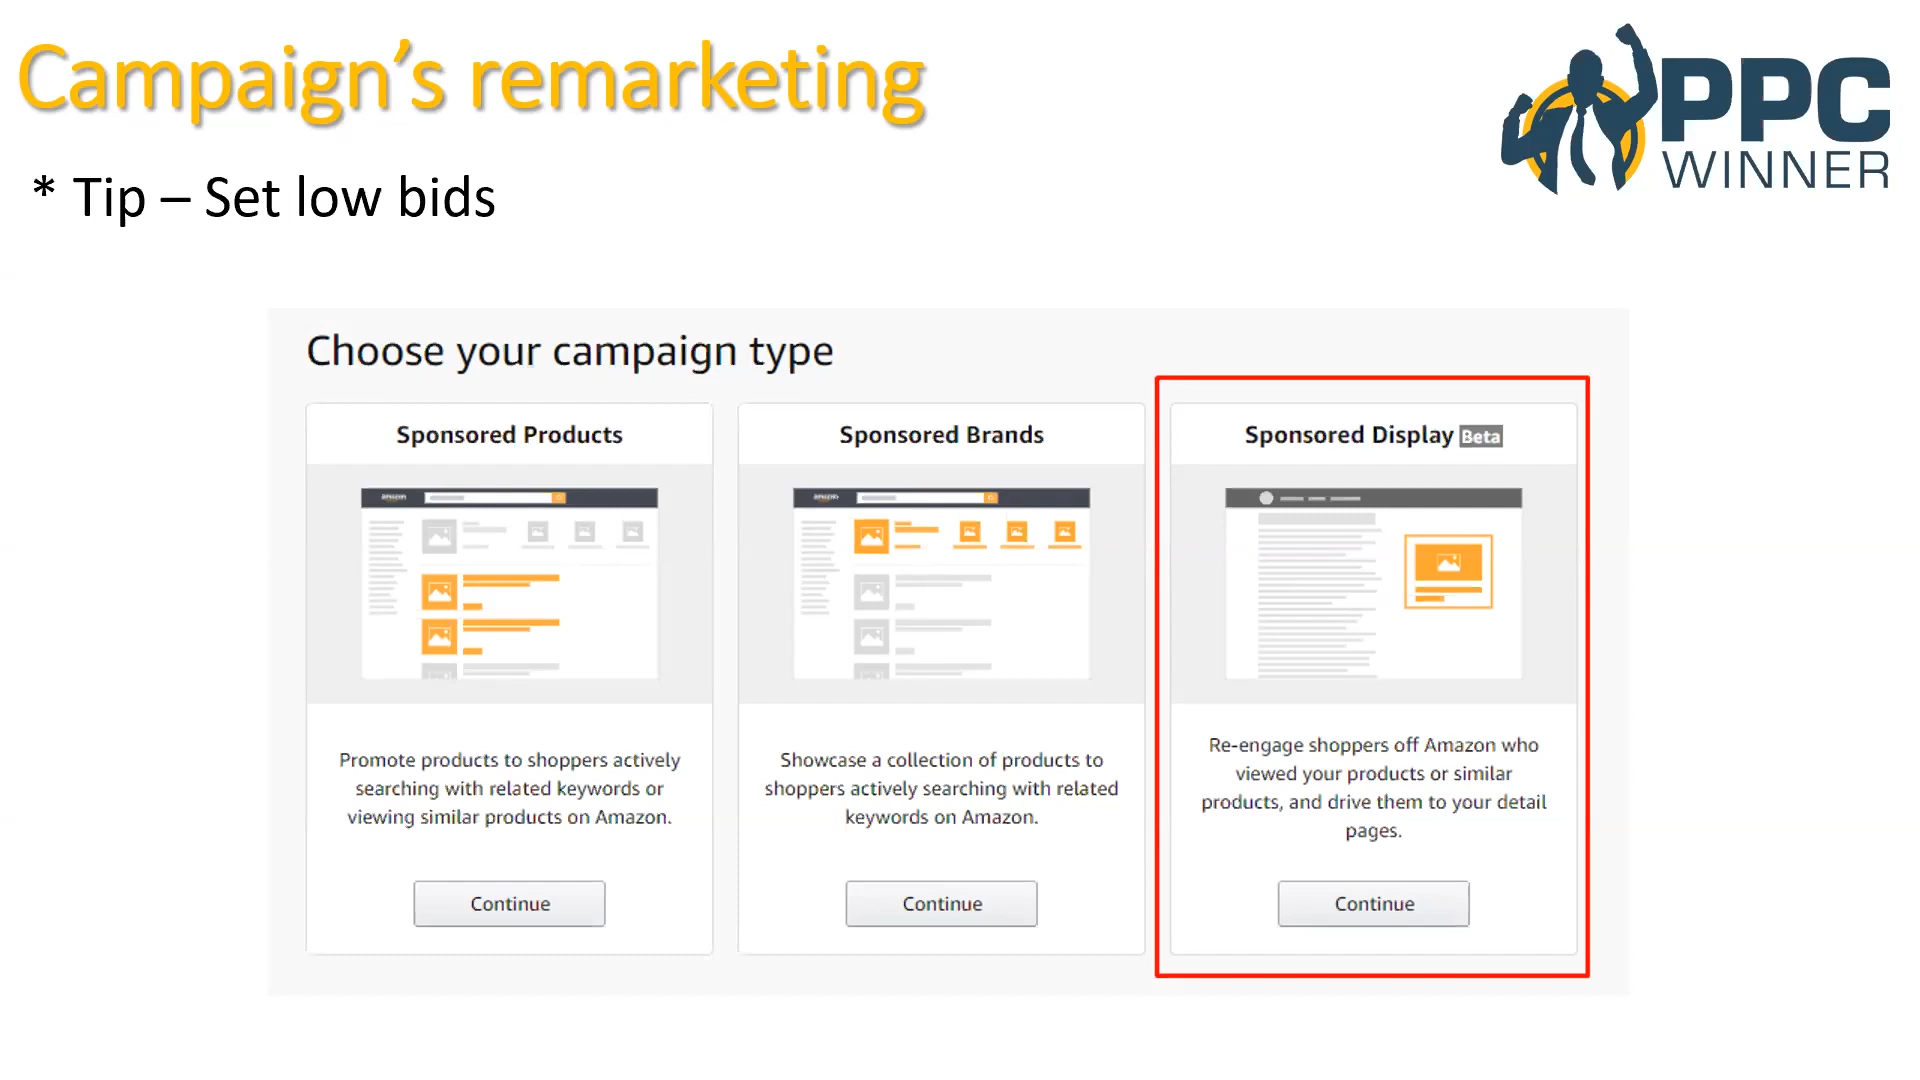 Campaign’s remarketing
PPC
WINNER
* Tip – Set low bids
Choose your campaign type
Sponsored Products
amazon
Promote products to shoppers actively
searching with related keywords or
viewing similar products on Amazon.
Continue
Sponsored Brands
amazon
Showcase a collection of products to
shoppers actively searching with related
keywords on Amazon.
Continue
Sponsored Display Beta
Re-engage shoppers off Amazon who
viewed your products or similar
products, and drive them to your detail
pages.
Continue